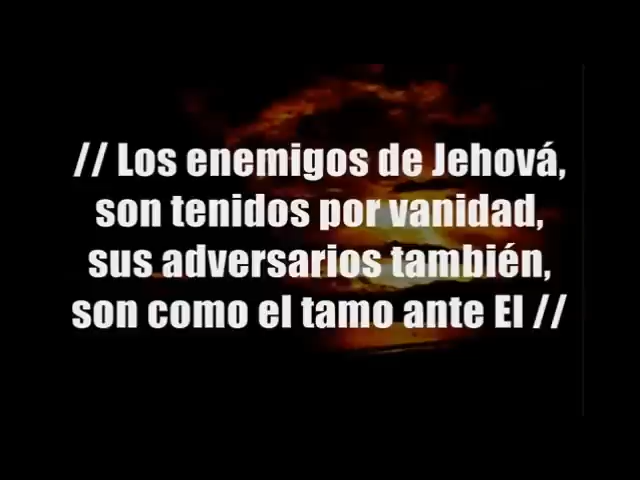 // Los enemigos de Jehová,
son tenidos por vanidad,
sus adversarios también,
son como el tamo ante El //